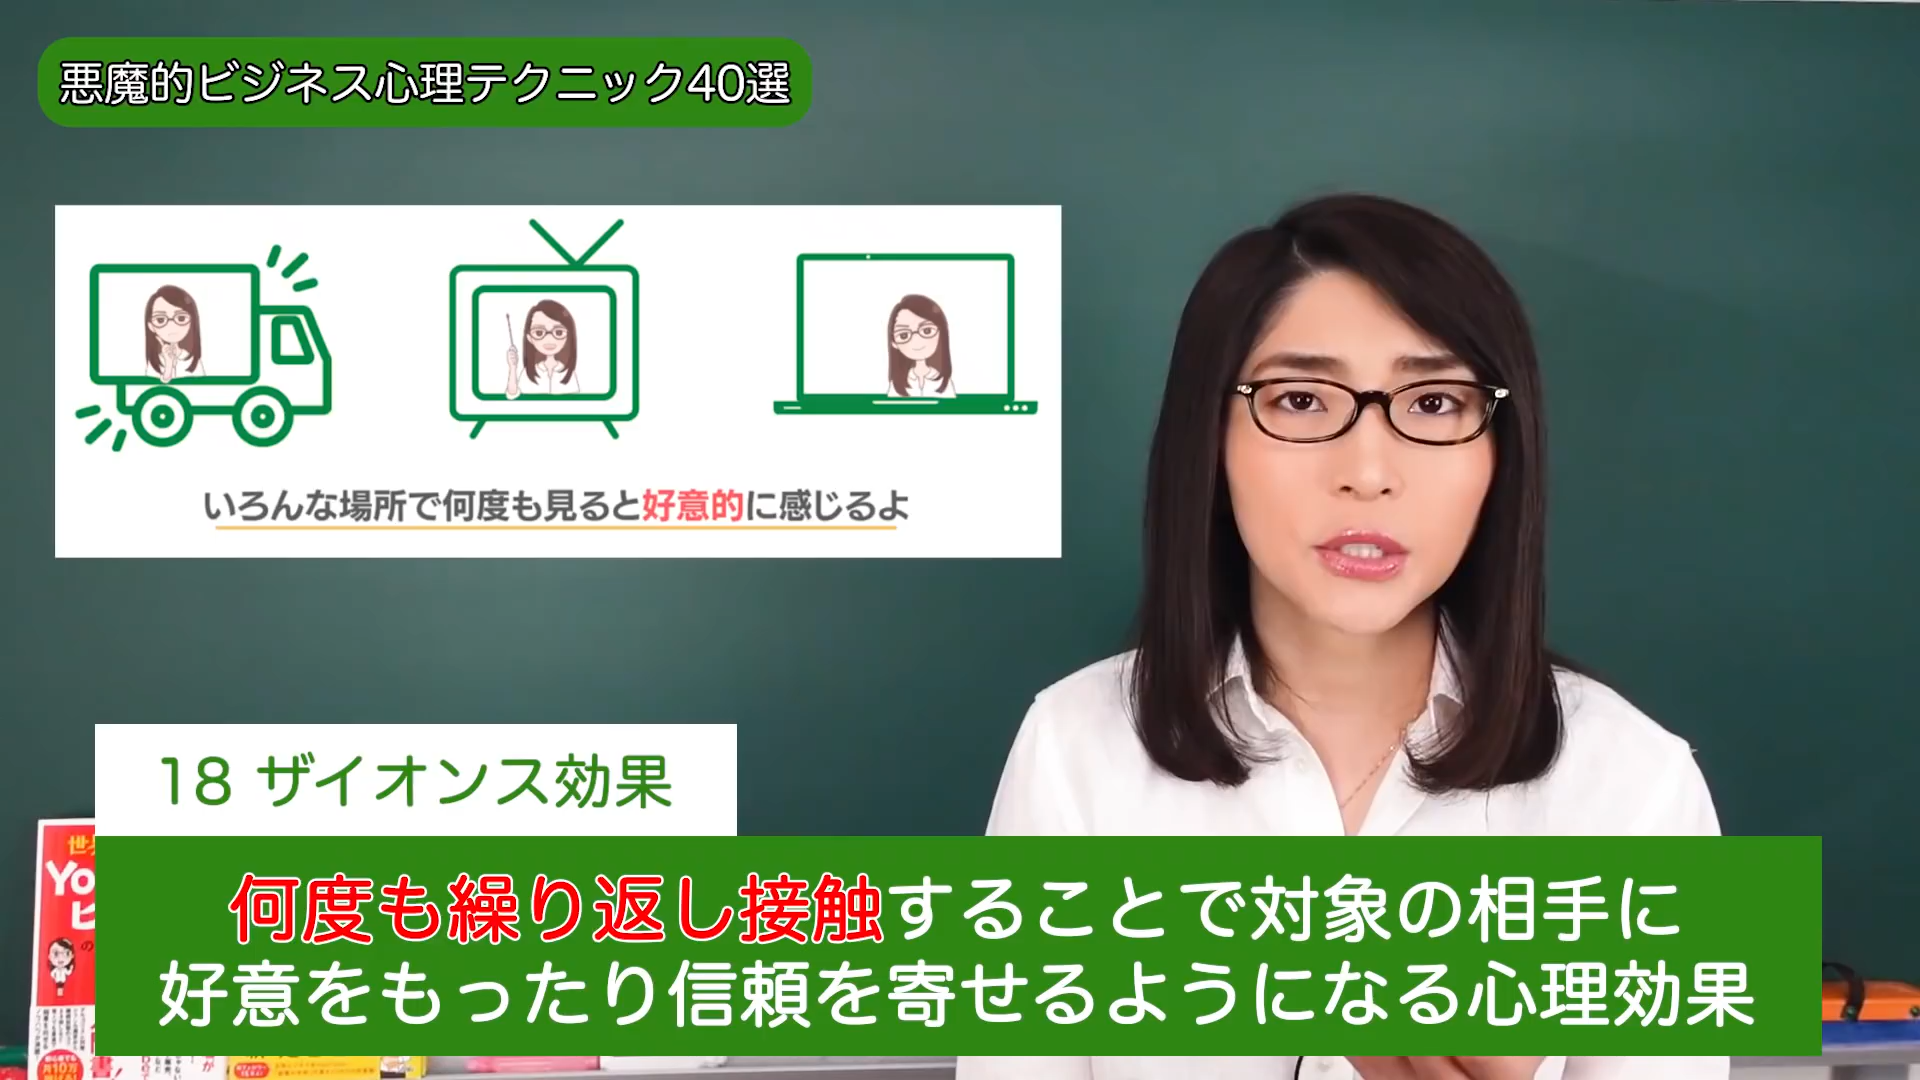 悪魔的ビジネス心理テクニック40選
いろんな場所で何度も見ると好意的に感じるよ
18 ザイオンス効果
何度も繰り返し接触することで対象の相手に
好意をもったり信頼を寄せるようになる心理効果
Yo